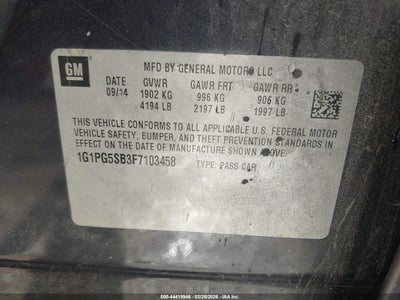 GM
MFD BY GENERAL MOTORS LLC
DATE GVWR GAWR FRT GAWR RR
09/14 1902 KG 996 KG 906 KG
4194 LB 2197 LB 1997 LB
THIS VEHICLE CONFORMS TO ALL APPLICABLE U.S. FEDERAL MOTOR
VEHICLE SAFETY, BUMPER, AND THEFT PREVENTION STANDARDS IN
EFFECT ON THE DATE OF MANUFACTURE SHOWN ABOVE.
1G1PG5SB3F7103458 TYPE: PASS CAR
000-44415948 - 02/20/2026 - IAAI.COM